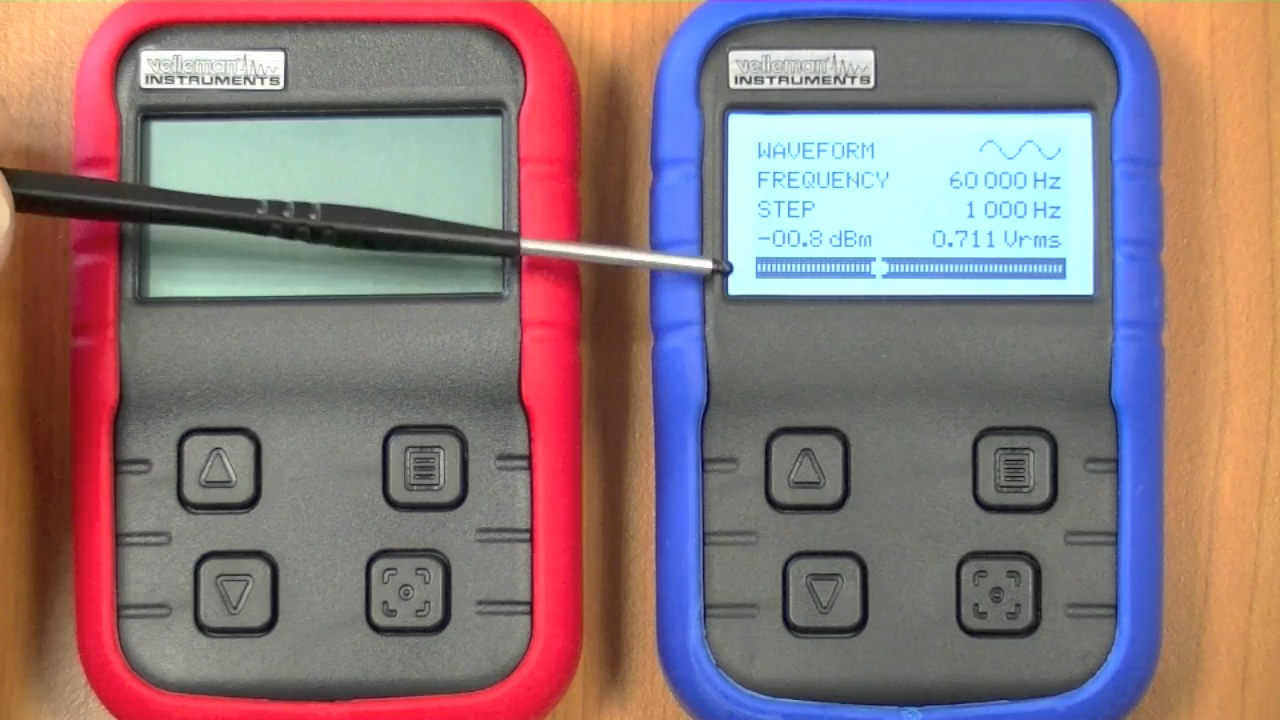 velleman
INSTRUMENTS
velleman
INSTRUMENTS
WAVEFORM
FREQUENCY 60 000 Hz
STEP 1 000 Hz
-00.8 dBm 0.711 Vrms